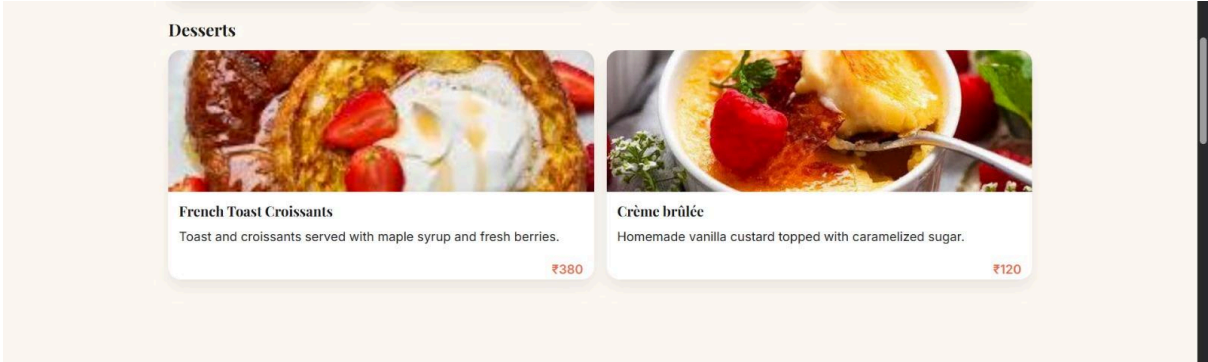 Desserts
French Toast Croissants
Toast and croissants served with maple syrup and fresh berries.
₹380
Crème brûlée
Homemade vanilla custard topped with caramelized sugar.
₹120